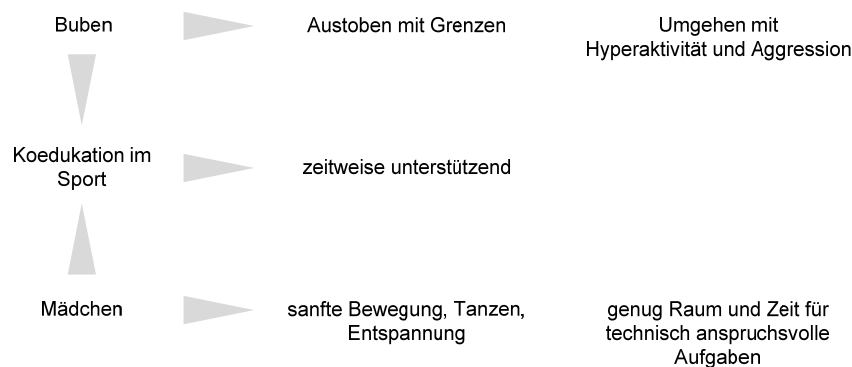 Buben
Austoben mit Grenzen
Umgehen mit
Hyperaktivität und Aggression
Koedukation im
Sport
zeitweise unterstützend
Mädchen
sanfte Bewegung, Tanzen,
Entspannung
genug Raum und Zeit für
technisch anspruchsvolle
Aufgaben